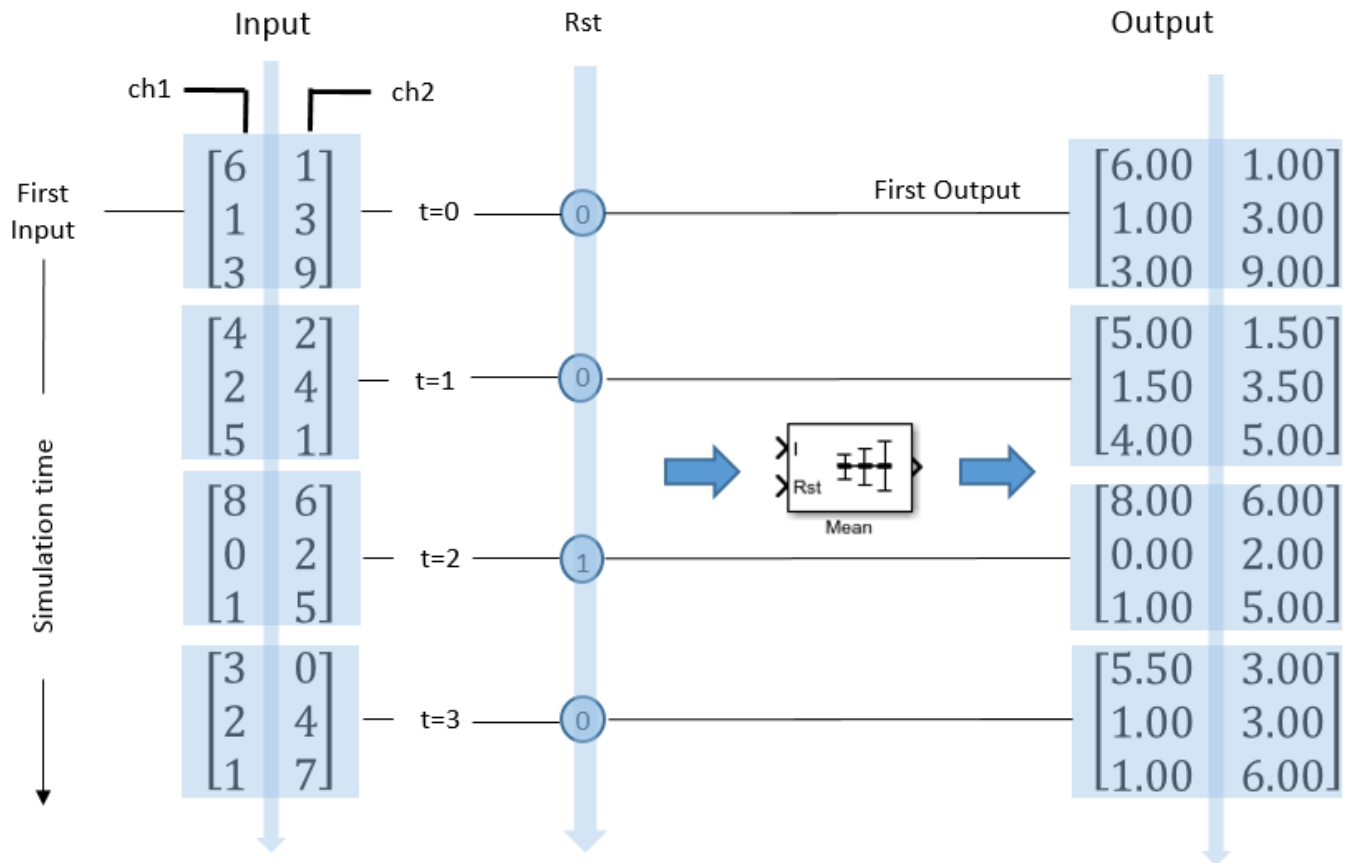 Input
Rst
Output
ch1
ch2
First
Input
[6 1
1 3
3 9]
t=0
0
First Output
[6.00 1.00
1.00 3.00
3.00 9.00]
[4 2
2 4
5 1]
t=1
0
[5.00 1.50
1.50 3.50
4.00 5.00]
Simulation time
I
Rst
Mean
[8 6
0 2
1 5]
t=2
1
[8.00 6.00
0.00 2.00
1.00 5.00]
[3 0
2 4
1 7]
t=3
0
[5.50 3.00
1.00 3.00
1.00 6.00]